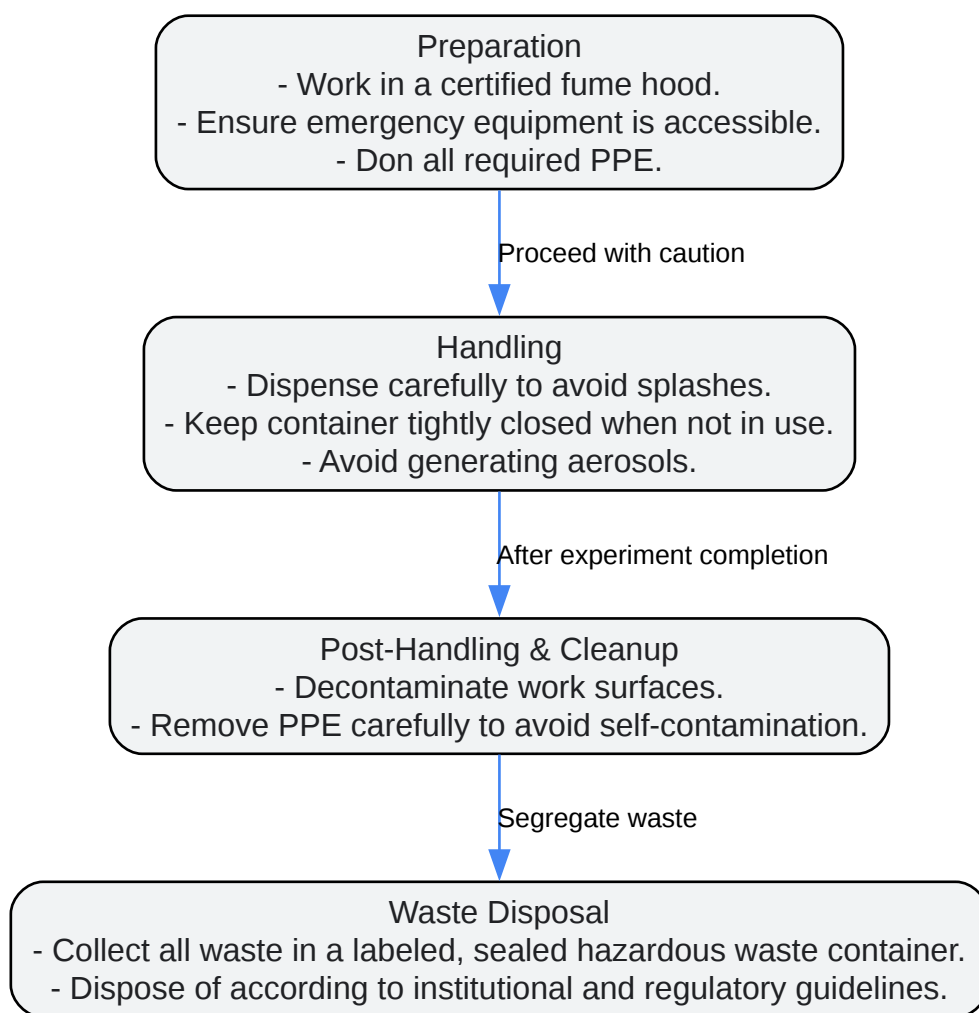 Preparation
- Work in a certified fume hood.
- Ensure emergency equipment is accessible.
- Don all required PPE.
Proceed with caution
Handling
- Dispense carefully to avoid splashes.
- Keep container tightly closed when not in use.
- Avoid generating aerosols.
After experiment completion
Post-Handling & Cleanup
- Decontaminate work surfaces.
- Remove PPE carefully to avoid self-contamination.
Segregate waste
Waste Disposal
- Collect all waste in a labeled, sealed hazardous waste container.
- Dispose of according to institutional and regulatory guidelines.